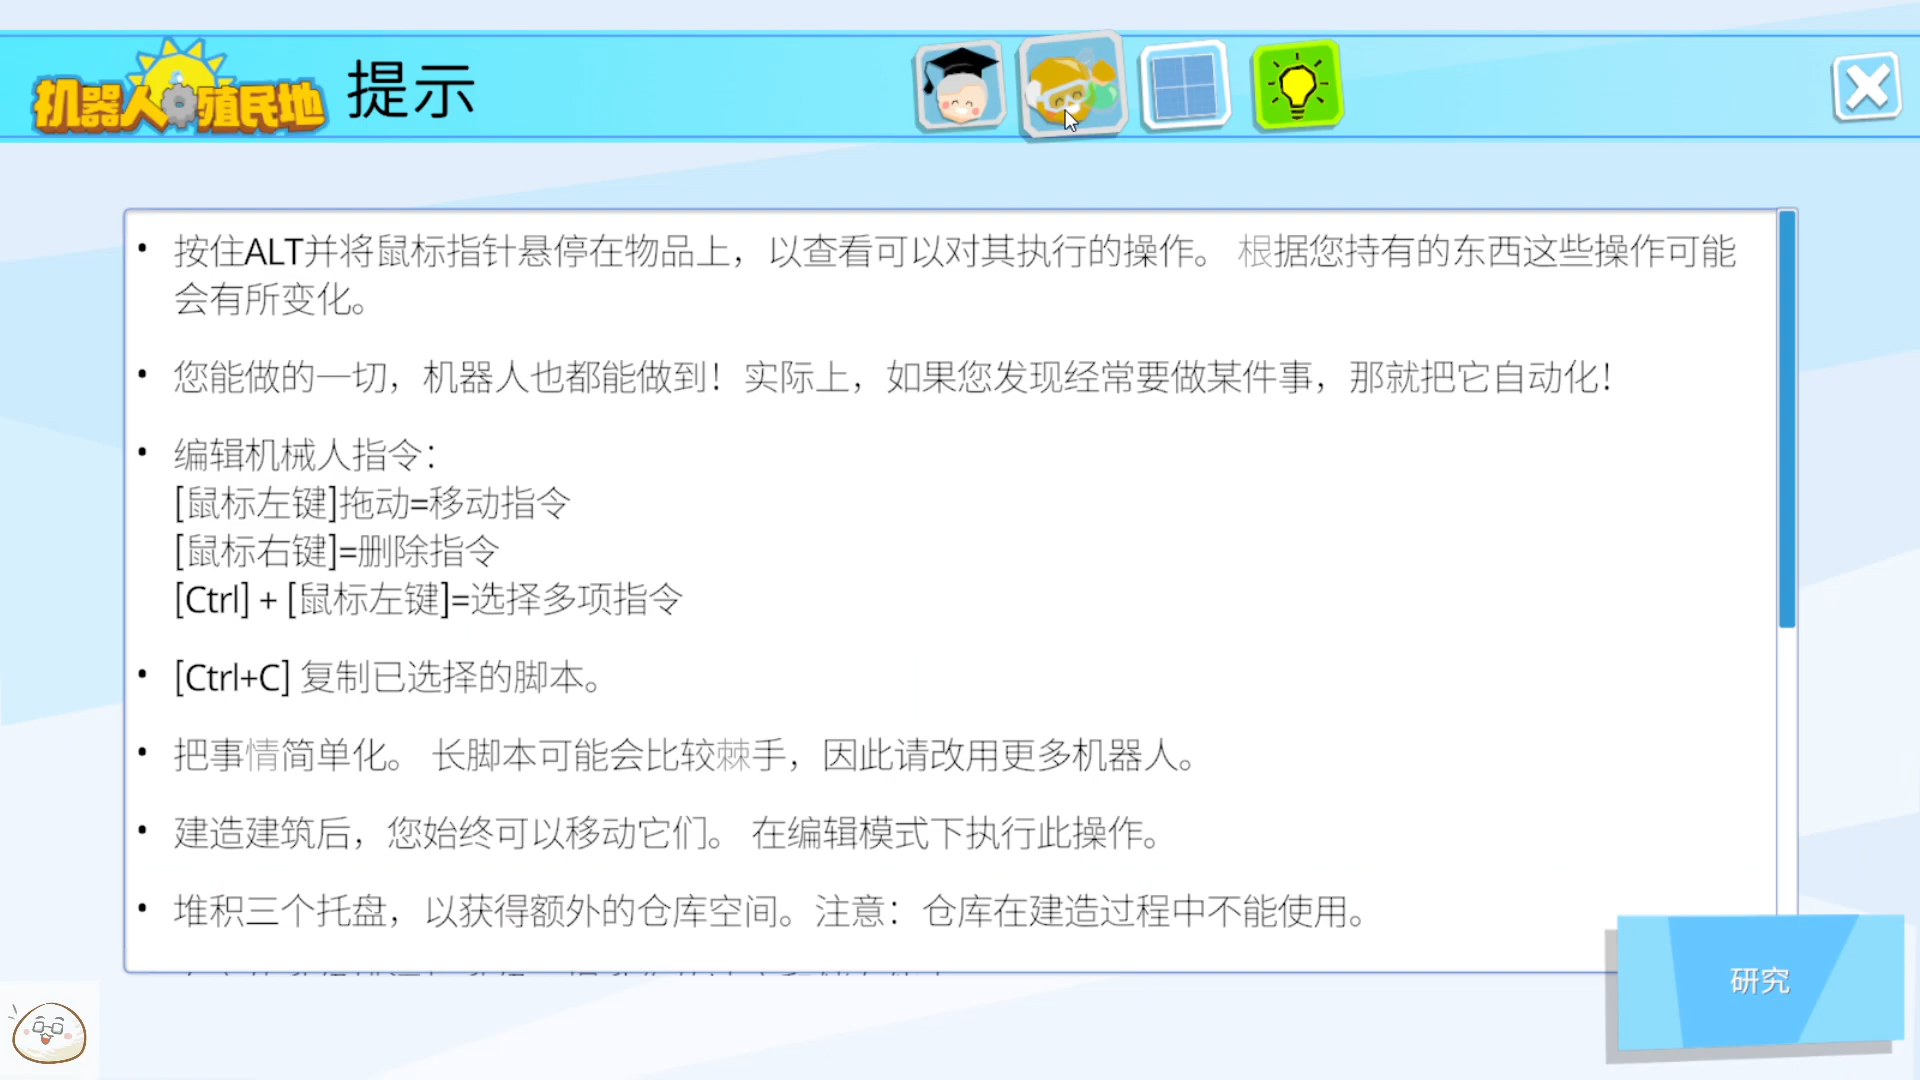 机器人殖民地
提示
按住ALT并将鼠标指针悬停在物品上，以查看可以对其执行的操作。 根据您持有的东西这些操作可能
会有所变化。
您能做的一切，机器人也都能做到！实际上，如果您发现经常要做某件事，那就把它自动化！
编辑机械人指令：
[鼠标左键]拖动=移动指令
[鼠标右键]=删除指令
[Ctrl] + [鼠标左键]=选择多项指令
[Ctrl+C] 复制已选择的脚本。
把事情简单化。 长脚本可能会比较棘手，因此请改用更多机器人。
建造建筑后，您始终可以移动它们。 在编辑模式下执行此操作。
堆积三个托盘，以获得额外的仓库空间。注意：仓库在建造过程中不能使用。
研究